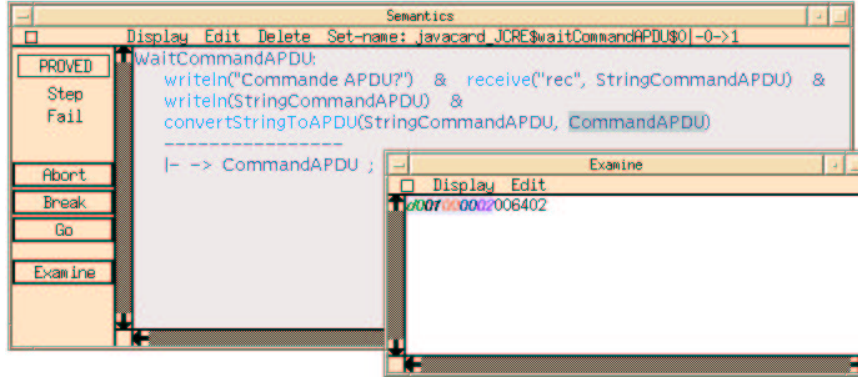 Semantics
Display Edit Delete Set-name: javacard_JCRE$waitCommandAPDU$0|-0->1
PROVED
Step
Fail
Abort
Break
Go
Examine
WaitCommandAPDU:
writeln("Commande APDU?") & receive("rec", StringCommandAPDU) &
writeln(StringCommandAPDU) &
convertStringToAPDU(StringCommandAPDU, CommandAPDU)
----------------
|- -> CommandAPDU ;
Examine
Display Edit
d001000002006402